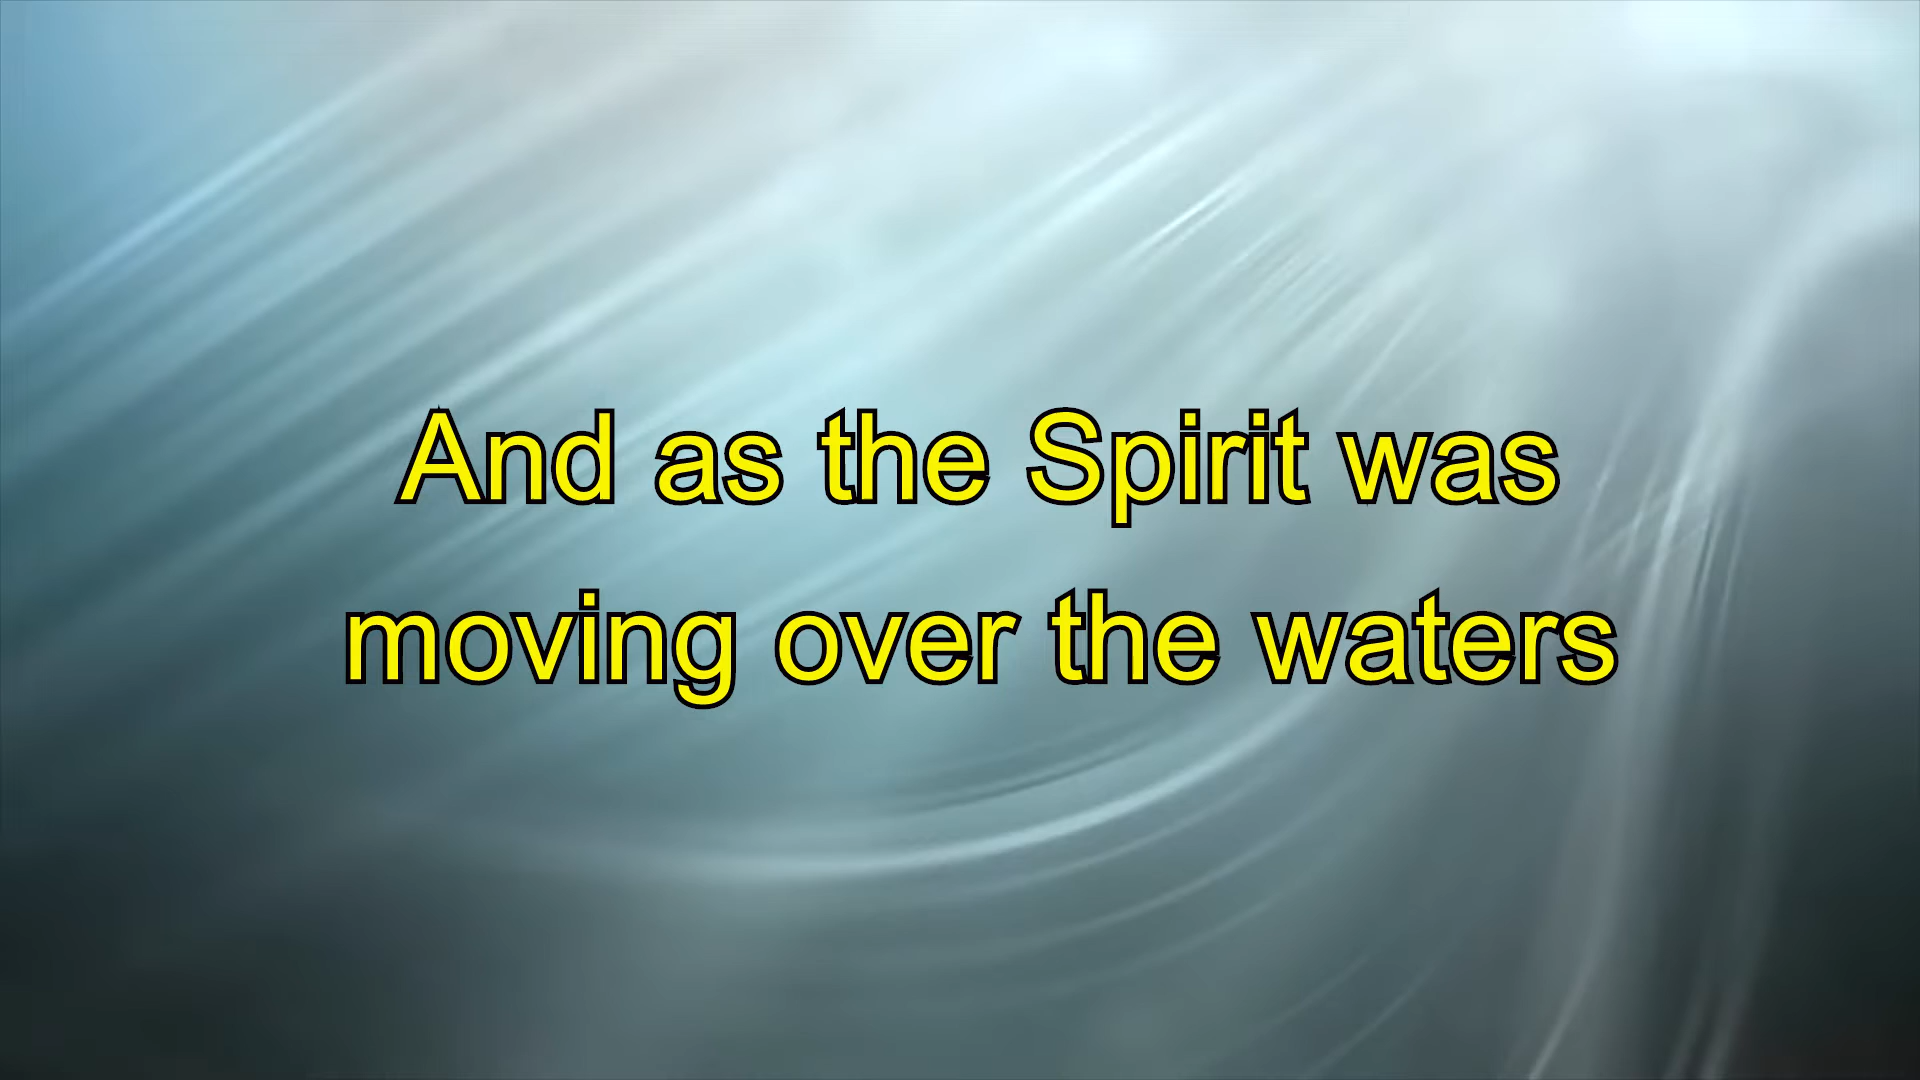 And as the Spirit was
moving over the waters